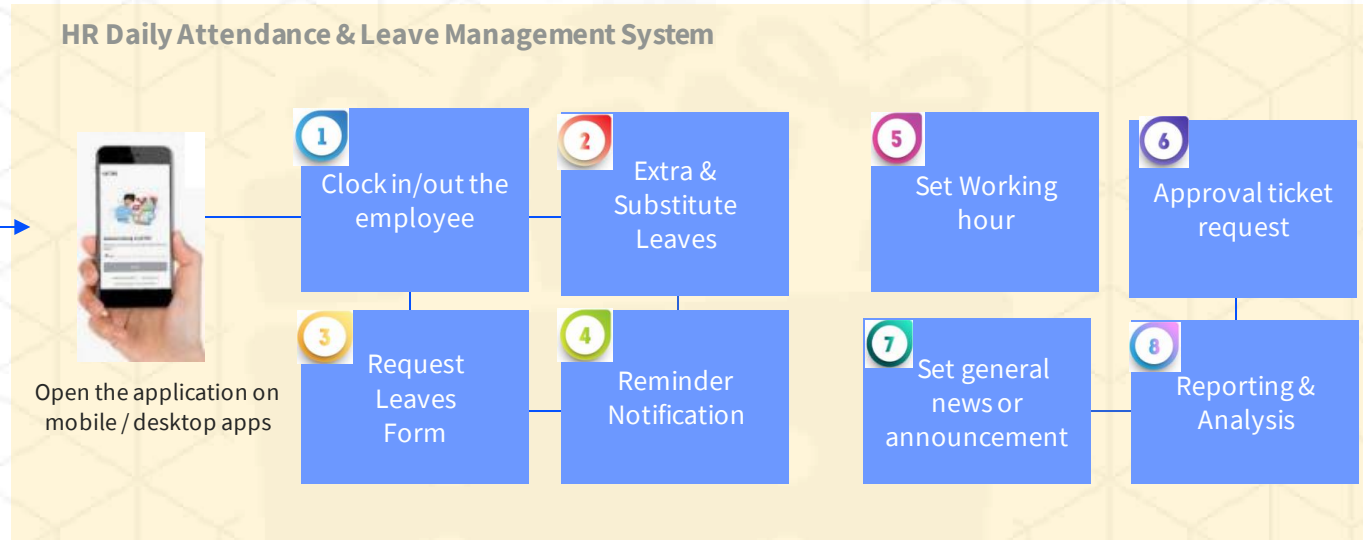 HR Daily Attendance & Leave Management System
1
Clock in/out the
employee
2
Extra &
Substitute
Leaves
5
Set Working
hour
6
Approval ticket
request
Open the application on
mobile / desktop apps
3
Request
Leaves
Form
4
Reminder
Notification
7
Set general
news or
announcement
8
Reporting &
Analysis